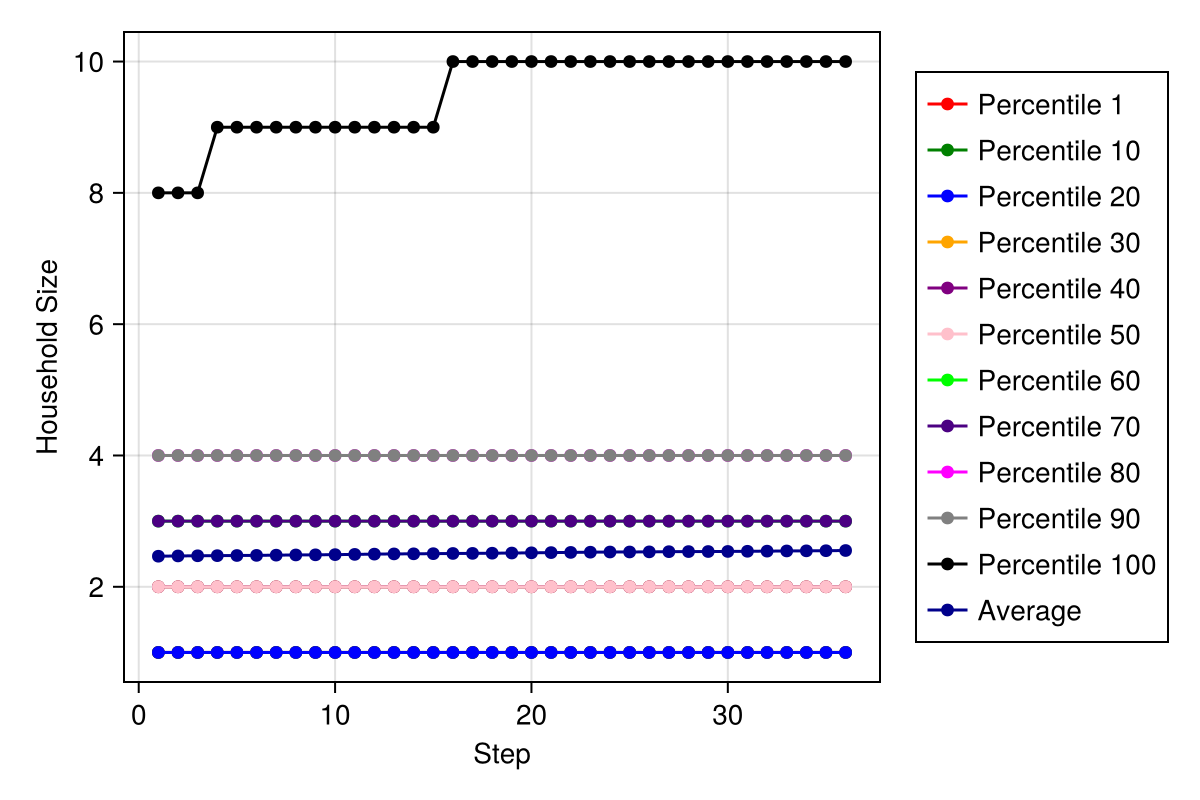 10
8
6
4
2
Household Size
0 10 20 30
Step
Percentile 1
Percentile 10
Percentile 20
Percentile 30
Percentile 40
Percentile 50
Percentile 60
Percentile 70
Percentile 80
Percentile 90
Percentile 100
Average